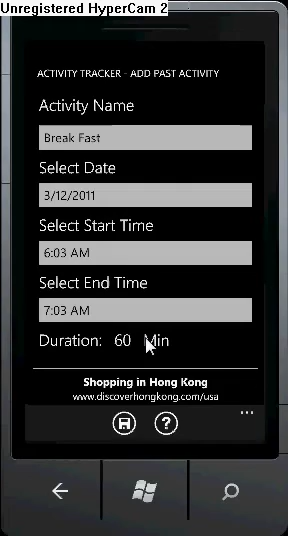 Unregistered HyperCam 2
ACTIVITY TRACKER - ADD PAST ACTIVITY
Activity Name
Break Fast
Select Date
3/12/2011
Select Start Time
6:03 AM
Select End Time
7:03 AM
Duration: 60 Min
Shopping in Hong Kong
www.discoverhongkong.com/usa